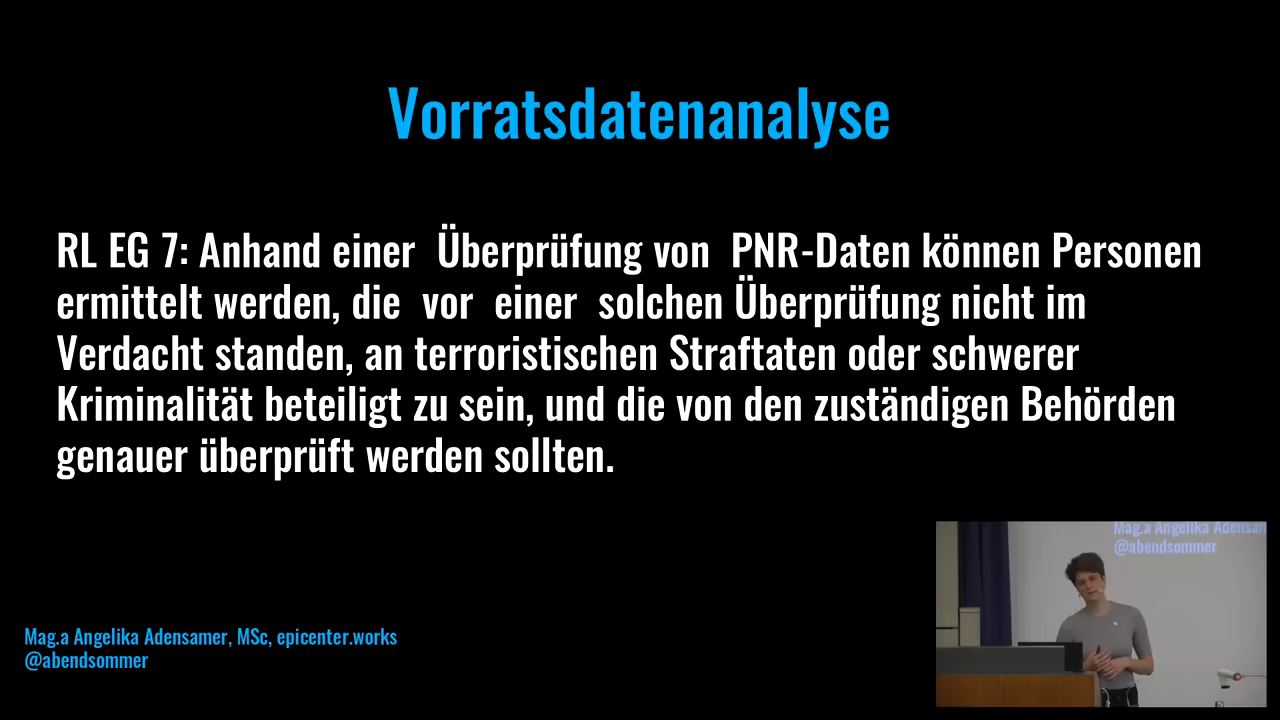 Vorratsdatenanalyse
RL EG 7: Anhand einer Überprüfung von PNR-Daten können Personen
ermittelt werden, die vor einer solchen Überprüfung nicht im
Verdacht standen, an terroristischen Straftaten oder schwerer
Kriminalität beteiligt zu sein, und die von den zuständigen Behörden
genauer überprüft werden sollten.
Mag.a Angelika Adensamer, MSc, epicenter.works
@abendsommer
Mag.a Angelika Adensam
@abendsommer